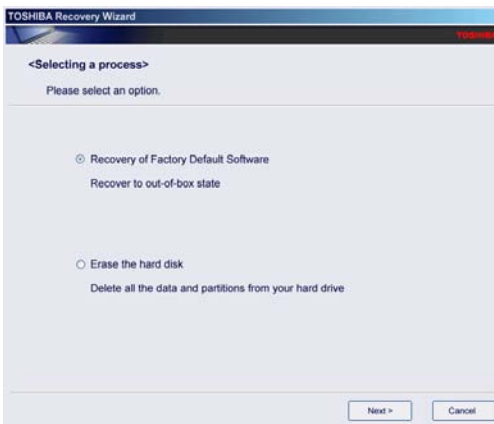 TOSHIBA Recovery Wizard
TOSHIBA
<Selecting a process>
Please select an option.
Recovery of Factory Default Software
Recover to out-of-box state
Erase the hard disk
Delete all the data and partitions from your hard drive
Next >
Cancel